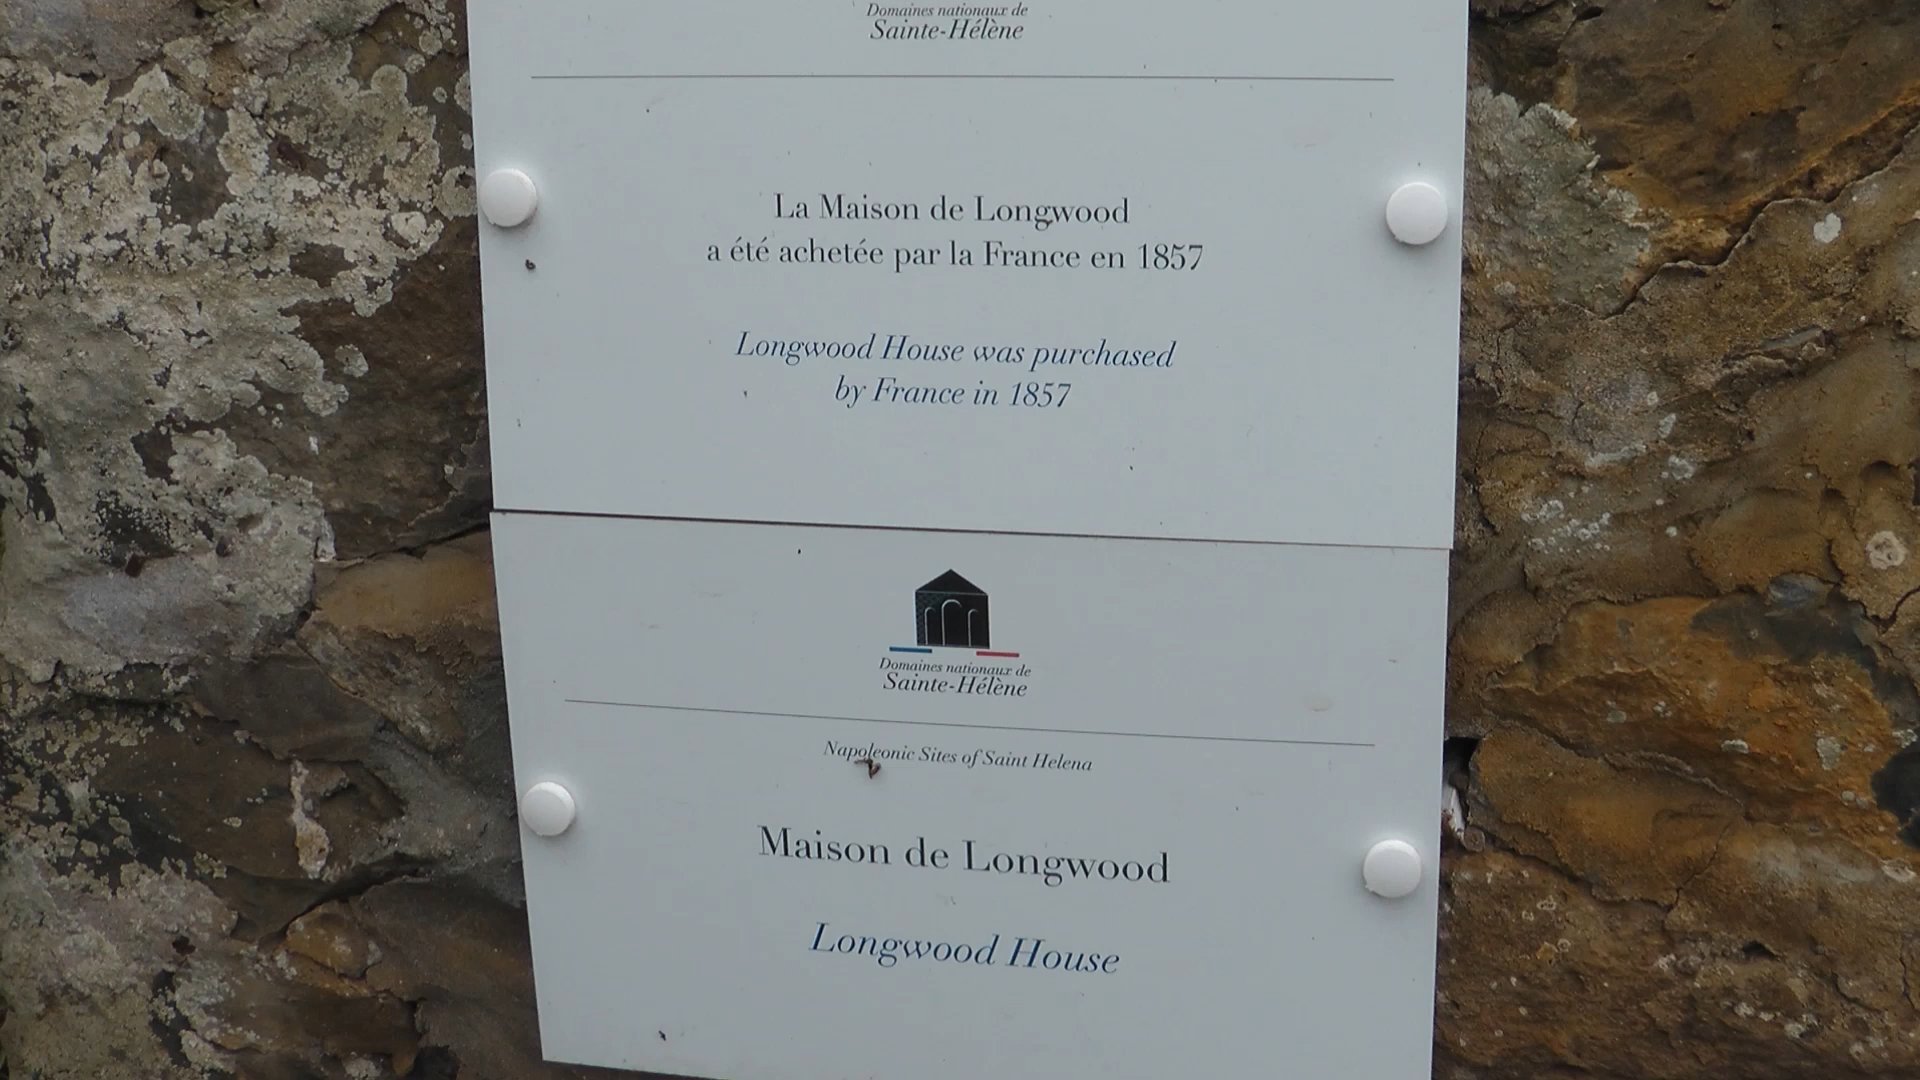 Domaines nationaux de
Sainte-Hélène
La Maison de Longwood
a été achetée par la France en 1857
Longwood House was purchased
by France in 1857
Domaines nationaux de
Sainte-Hélène
Napoleonic Sites of Saint Helena
Maison de Longwood
Longwood House